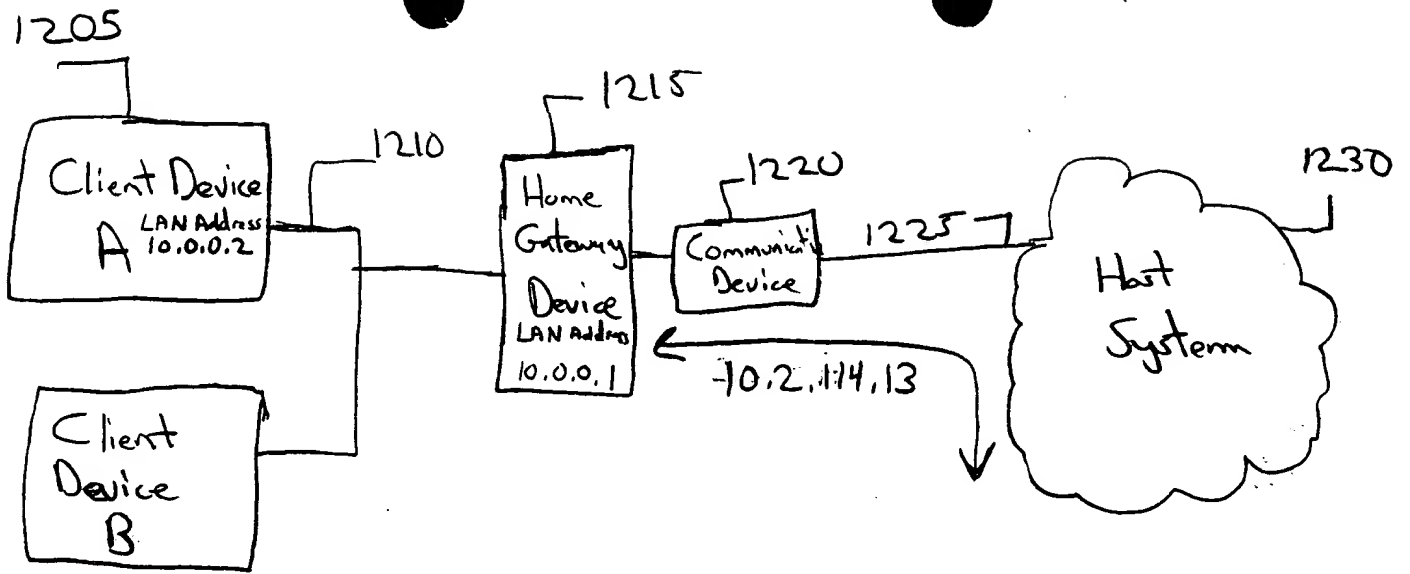 1205
1215
1210
1220
1230
Client Device
A LAN Address
10.0.0.2
Home
Gateway
Device
LAN Address
10.0.0.1
Device
1225
Host
System
10.2.114.13
Client
Device
B